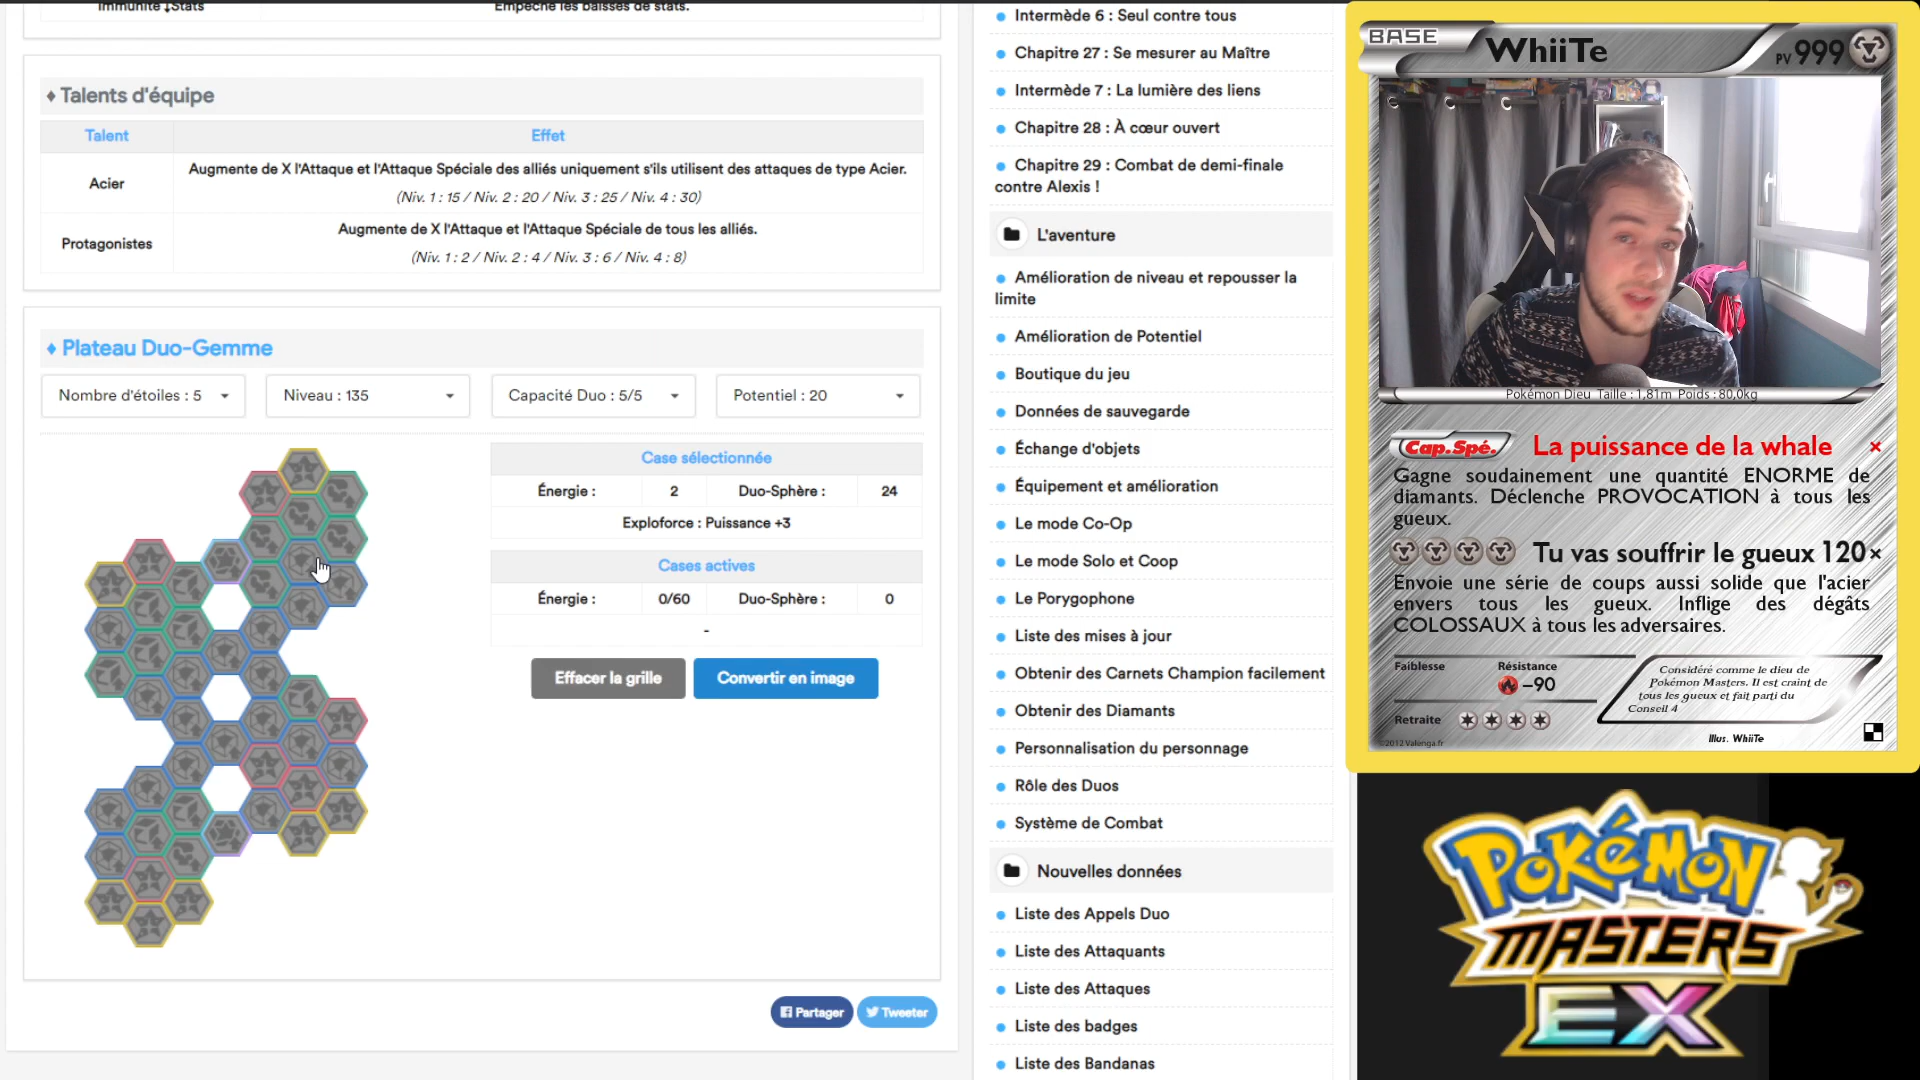 Immunité ↓Stats
Empêche les baisses de stats.
♦ Talents d'équipe
Talent
Effet
Acier
Augmente de X l'Attaque et l'Attaque Spéciale des alliés uniquement s'ils utilisent des attaques de type Acier.
(Niv. 1 : 15 / Niv. 2 : 20 / Niv. 3 : 25 / Niv. 4 : 30)
Protagonistes
Augmente de X l'Attaque et l'Attaque Spéciale de tous les alliés.
(Niv. 1 : 2 / Niv. 2 : 4 / Niv. 3 : 6 / Niv. 4 : 8)
♦ Plateau Duo-Gemme
Nombre d'étoiles : 5
Niveau : 135
Capacité Duo : 5/5
Potentiel : 20
Case sélectionnée
Énergie : 2 Duo-Sphère : 24
Exploforce : Puissance +3
Cases actives
Énergie : 0/60 Duo-Sphère : 0
-
Effacer la grille
Convertir en image
Partager
Tweeter
Intermède 6 : Seul contre tous
Chapitre 27 : Se mesurer au Maître
Intermède 7 : La lumière des liens
Chapitre 28 : À cœur ouvert
Chapitre 29 : Combat de demi-finale
contre Alexis !
L'aventure
Amélioration de niveau et repousser la
limite
Amélioration de Potentiel
Boutique du jeu
Données de sauvegarde
Échange d'objets
Équipement et amélioration
Le mode Co-Op
Le mode Solo et Coop
Le Porygophone
Liste des mises à jour
Obtenir des Carnets Champion facilement
Obtenir des Diamants
Personnalisation du personnage
Rôle des Duos
Système de Combat
Nouvelles données
Liste des Appels Duo
Liste des Attaquants
Liste des Attaques
Liste des badges
Liste des Bandanas
BASE
WhiiTe
PV 999
Pokémon Dieu Taille : 1,81m Poids : 80,0kg
Cap.Spé.
La puissance de la whale ×
Gagne soudainement une quantité ENORME de
diamants. Déclenche PROVOCATION à tous les
gueux.
Tu vas souffrir le gueux 120×
Envoie une série de coups aussi solide que l'acier
envers tous les gueux. Inflige des dégâts
COLOSSAUX à tous les adversaires.
Faiblesse
Résistance
–90
Retraite
Considéré comme le dieu de
Pokémon Masters. Il est craint de
tous les gueux et fait parti du
Conseil 4
Illus. WhiiTe
©2012 Valenga.fr
POKÉMON
MASTERS
EX